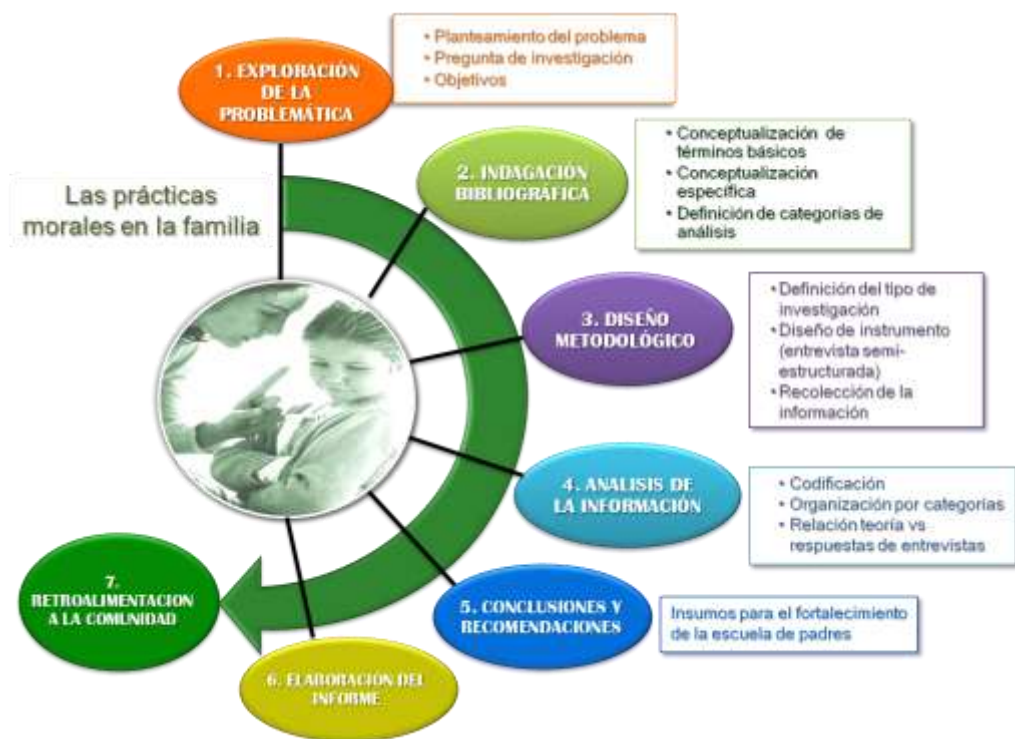 1. EXPLORACIÓN
DE LA
PROBLEMÁTICA
• Planteamiento del problema
• Pregunta de investigación
• Objetivos
Las prácticas
morales en la familia
2. INDAGACIÓN
BIBLIOGRÁFICA
• Conceptualización de
términos básicos
• Conceptualización
específica
• Definición de categorías de
análisis
3. DISEÑO
METODOLÓGICO
• Definición del tipo de
investigación
• Diseño de instrumento
(entrevista semi-
estructurada)
• Recolección de la
información
4. ANALISIS DE
LA INFORMACIÓN
• Codificación
• Organización por categorías
• Relación teoría vs
respuestas de entrevistas
5. CONCLUSIONES Y
RECOMENDACIONES
Insumos para el fortalecimiento
de la escuela de padres
6. ELABORACIÓN DEL
INFORME
7.
RETROALIMENTACION
A LA COMUNIDAD